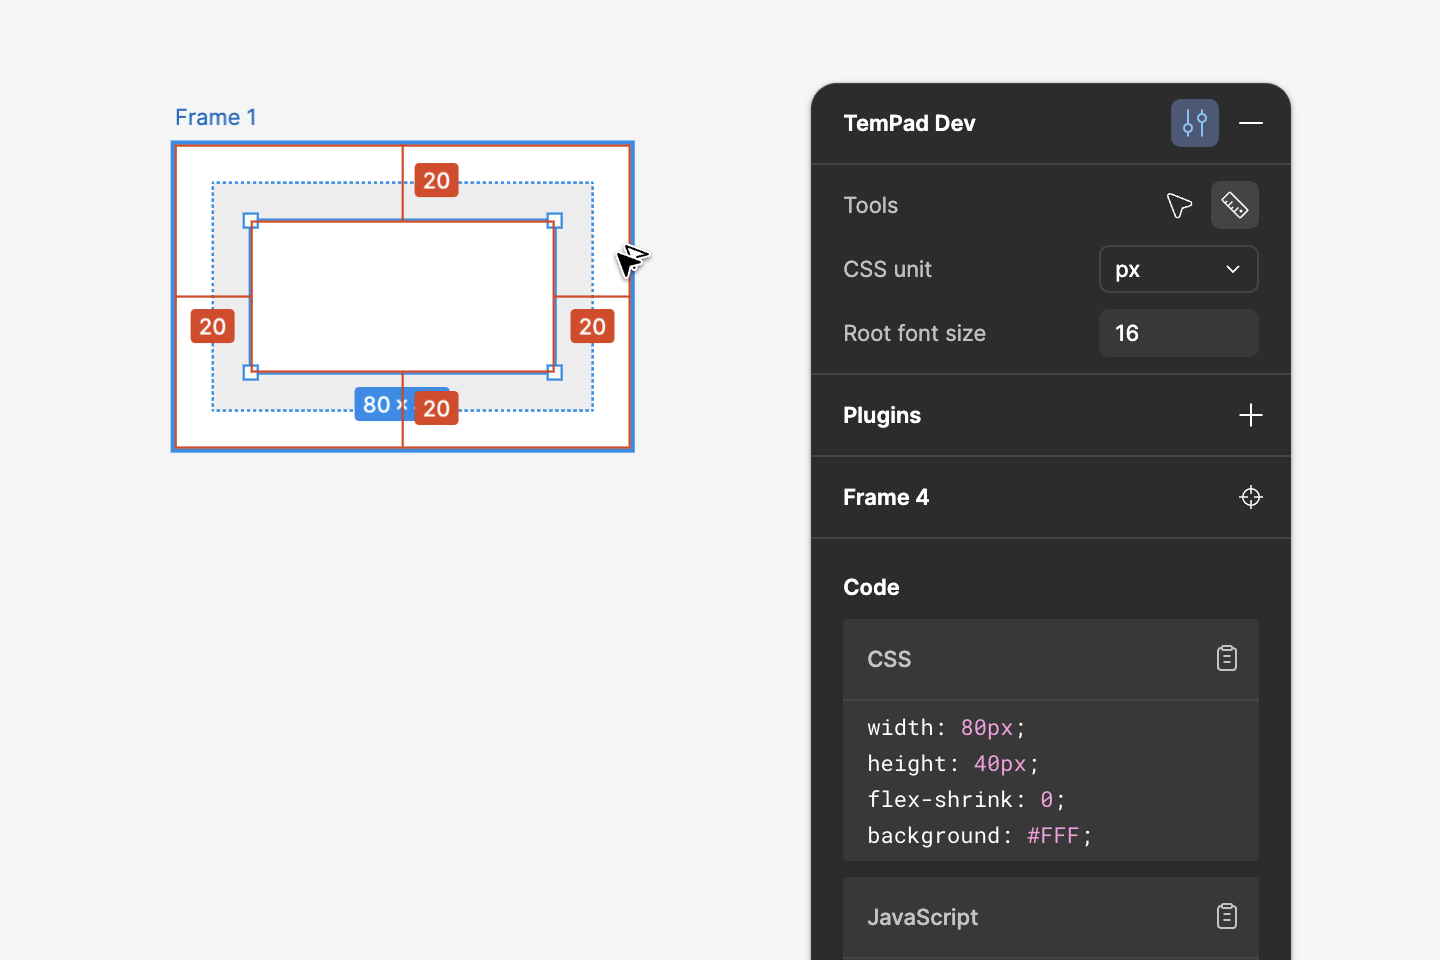 Frame 1
20
20
20
80 ×
20
TemPad Dev
Tools
CSS unit
px
Root font size
16
Plugins
Frame 4
Code
CSS
width: 80px;
height: 40px;
flex-shrink: 0;
background: #FFF;
JavaScript